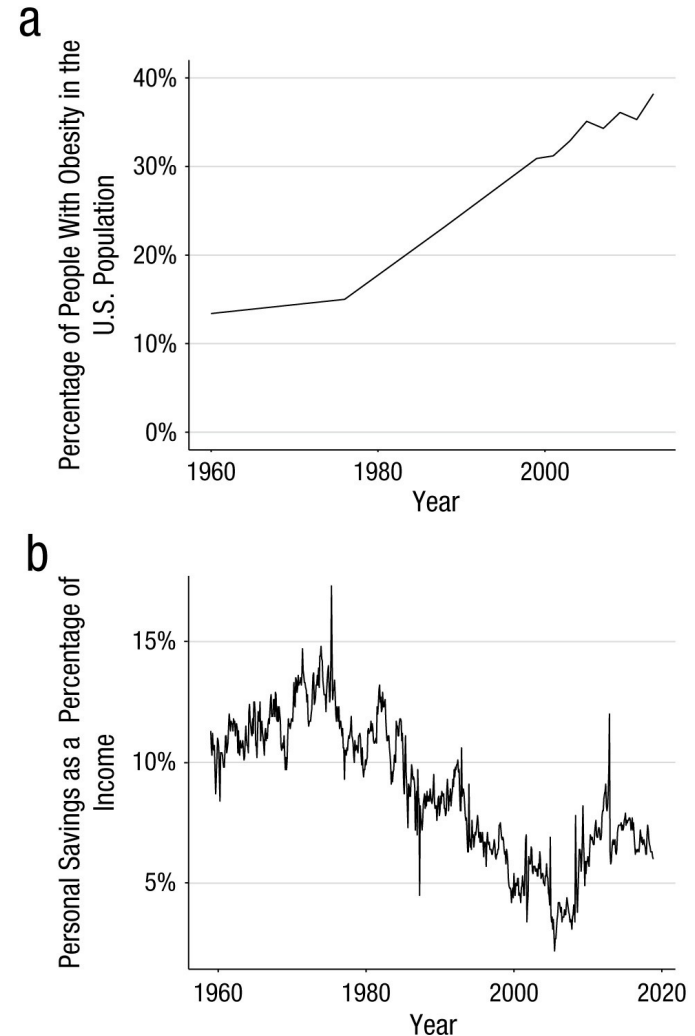 a
Percentage of People With Obesity in the
U.S. Population
40%
30%
20%
10%
0%
1960 1980 2000
Year
b
Personal Savings as a Percentage of
Income
15%
10%
5%
1960 1980 2000 2020
Year